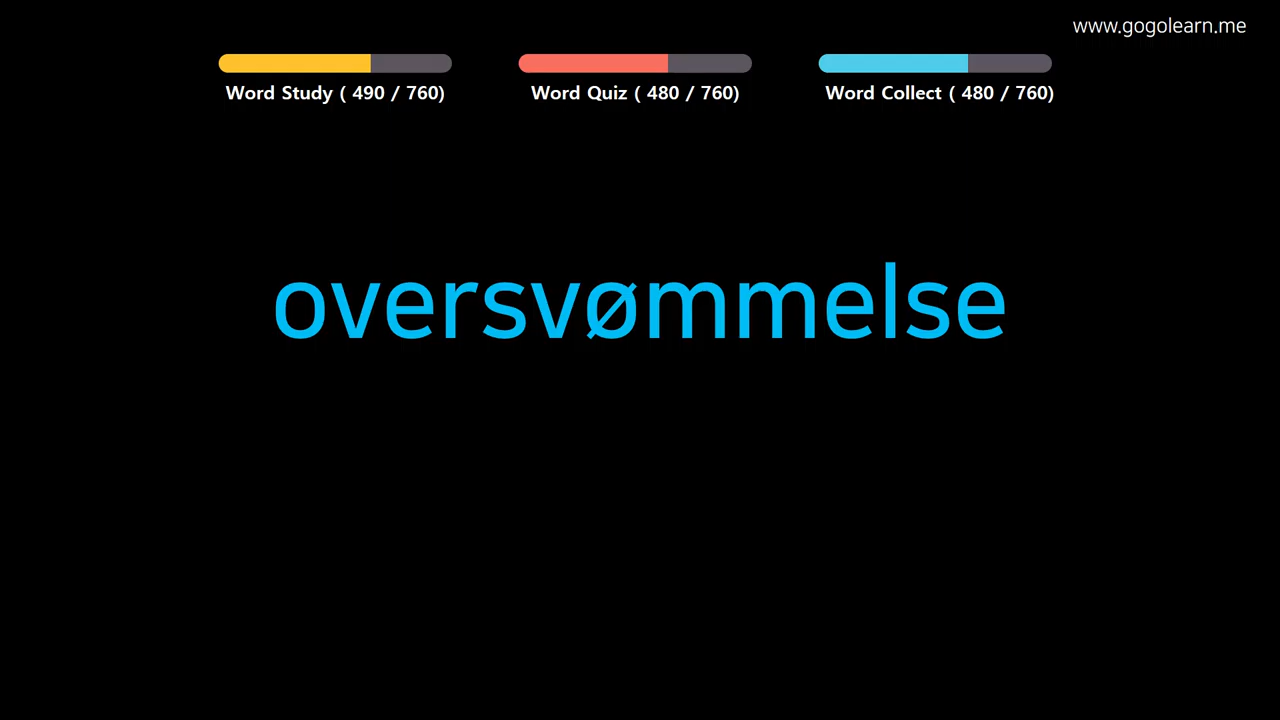 www.gogolearn.me
Word Study ( 490 / 760)
Word Quiz ( 480 / 760)
Word Collect ( 480 / 760)
oversvømmelse